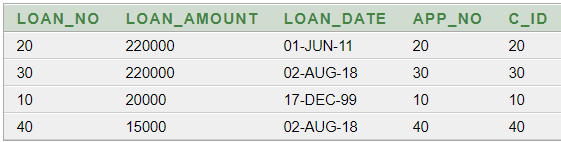 LOAN_NO LOAN_AMOUNT LOAN_DATE APP_NO C_ID
20 220000 01-JUN-11 20 20
30 220000 02-AUG-18 30 30
10 20000 17-DEC-99 10 10
40 15000 02-AUG-18 40 40